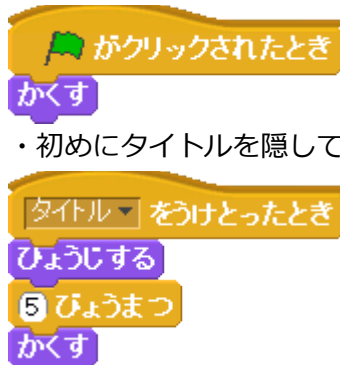 がクリックされたとき
かくす
・初めにタイトルを隠して
タイトル をうけとったとき
ひょうじする
5 びょうまつ
かくす